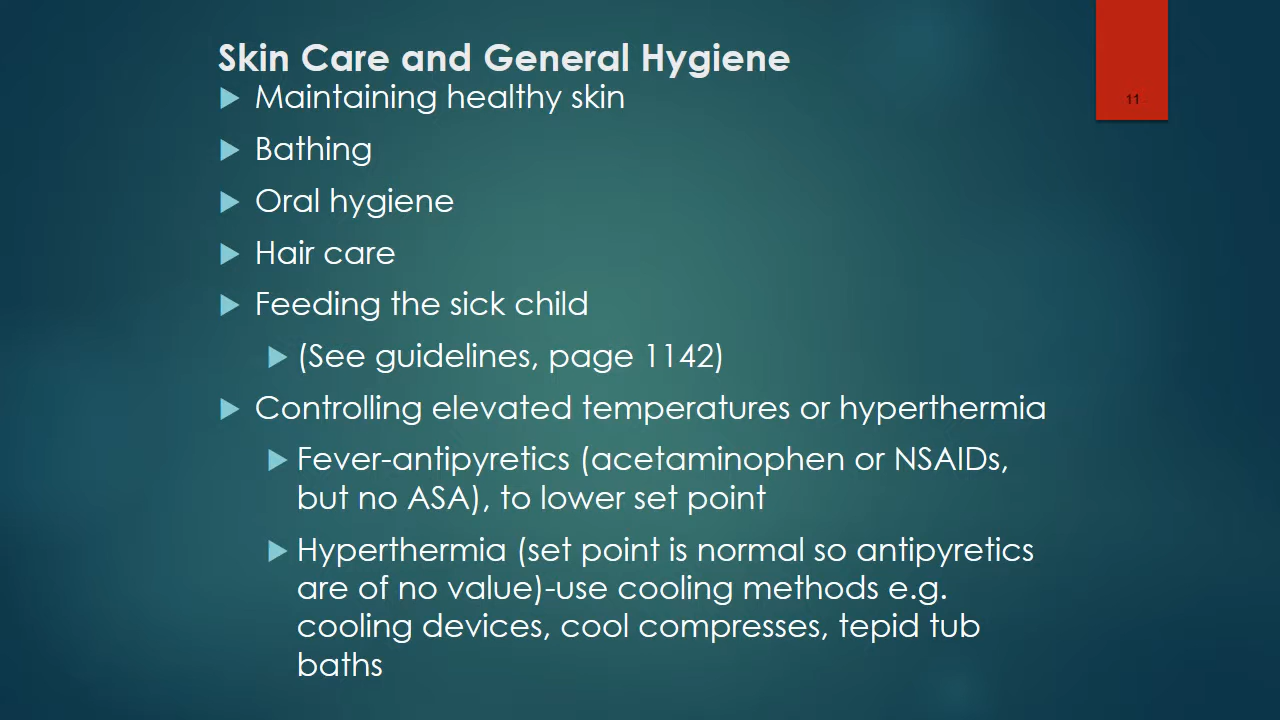 Skin Care and General Hygiene
11
Maintaining healthy skin
Bathing
Oral hygiene
Hair care
Feeding the sick child
(See guidelines, page 1142)
Controlling elevated temperatures or hyperthermia
Fever-antipyretics (acetaminophen or NSAIDs,
but no ASA), to lower set point
Hyperthermia (set point is normal so antipyretics
are of no value)-use cooling methods e.g.
cooling devices, cool compresses, tepid tub
baths